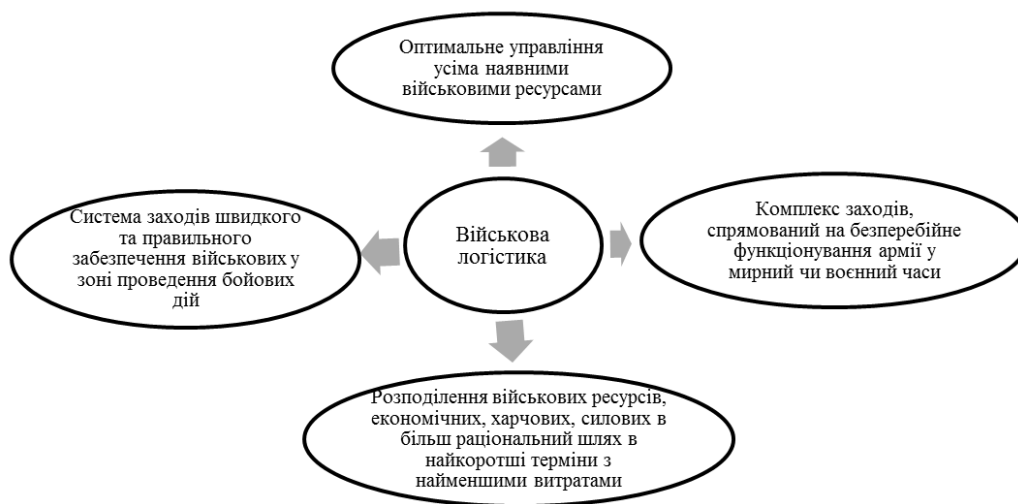 Оптимальне управління
усіма наявними
військовими ресурсами
Система заходів швидкого
та правильного
забезпечення військових у
зоні проведення бойових
дій
Військова
логістика
Комплекс заходів,
спрямований на безперебійне
функціонування армії у
мирний чи воєнний часи
Розподілення військових ресурсів,
економічних, харчових, силових в
більш раціональний шлях в
найкоротші терміни з
найменшими витратами